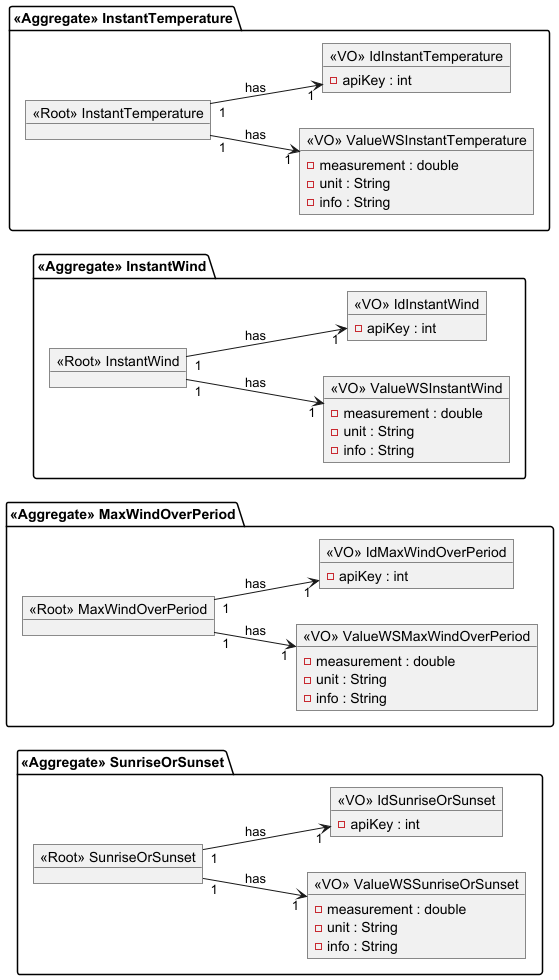 «Aggregate» InstantTemperature
«VO» IdInstantTemperature
apiKey : int
has
1
1
«Root» InstantTemperature
has
1
1
«VO» ValueWSInstantTemperature
measurement : double
unit : String
info : String
«Aggregate» InstantWind
«VO» IdInstantWind
apiKey : int
has
1
1
«Root» InstantWind
has
1
1
«VO» ValueWSInstantWind
measurement : double
unit : String
info : String
«Aggregate» MaxWindOverPeriod
«VO» IdMaxWindOverPeriod
apiKey : int
has
1
1
«Root» MaxWindOverPeriod
has
1
1
«VO» ValueWSMaxWindOverPeriod
measurement : double
unit : String
info : String
«Aggregate» SunriseOrSunset
«VO» IdSunriseOrSunset
apiKey : int
has
1
1
«Root» SunriseOrSunset
has
1
1
«VO» ValueWSSunriseOrSunset
measurement : double
unit : String
info : String